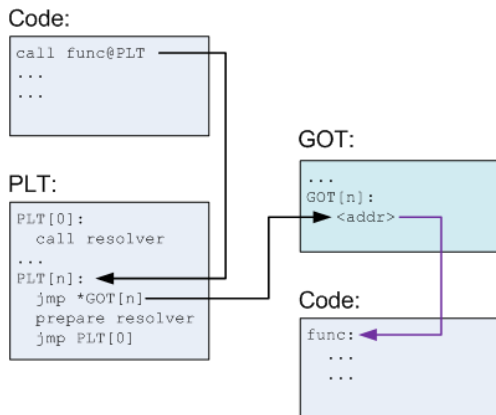 Code:
call func@PLT
...
...
PLT:
PLT[0]:
call resolver
...
PLT[n]:
jmp *GOT[n]
prepare resolver
jmp PLT[0]
GOT:
...
GOT[n]:
<addr>
Code:
func:
...
...